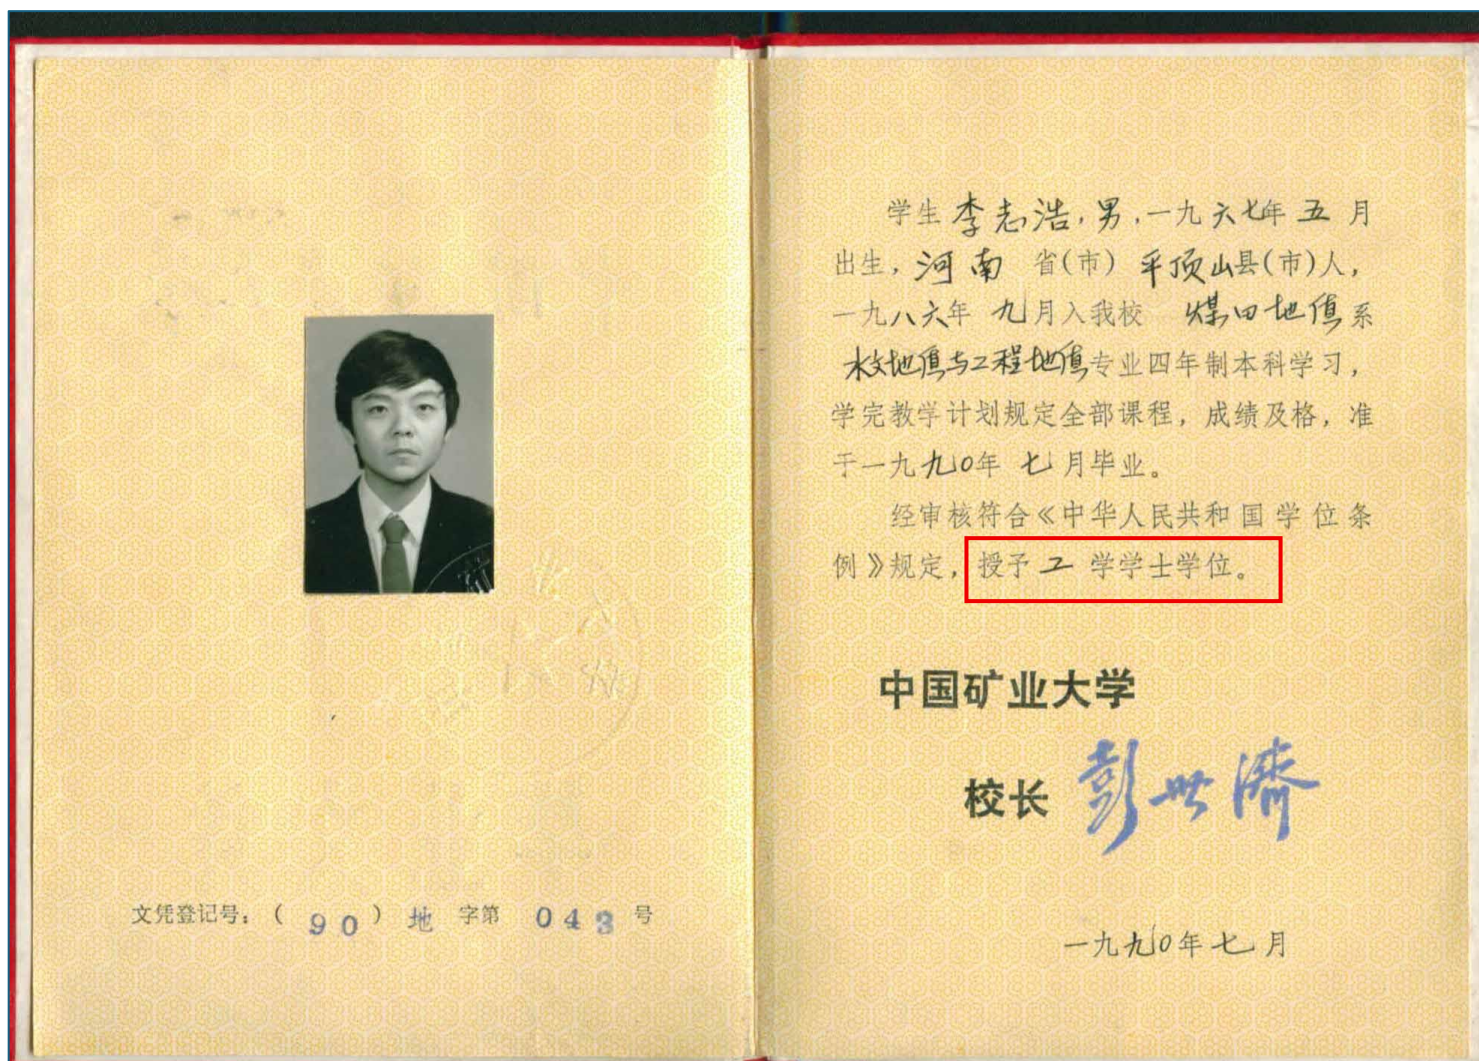 学生李志浩，男，一九六七年五月
出生，河南省(市)平顶山县(市)人，
一九八六年九月入我校煤田地质系
水文地质与工程地质专业四年制本科学习，
学完教学计划规定全部课程，成绩及格，准
于一九九〇年七月毕业。
经审核符合《中华人民共和国学位条
例》规定，授予工学学士学位。
中国矿业大学
校长 彭世济
一九九〇年七月
文凭登记号：(90)地字第043号